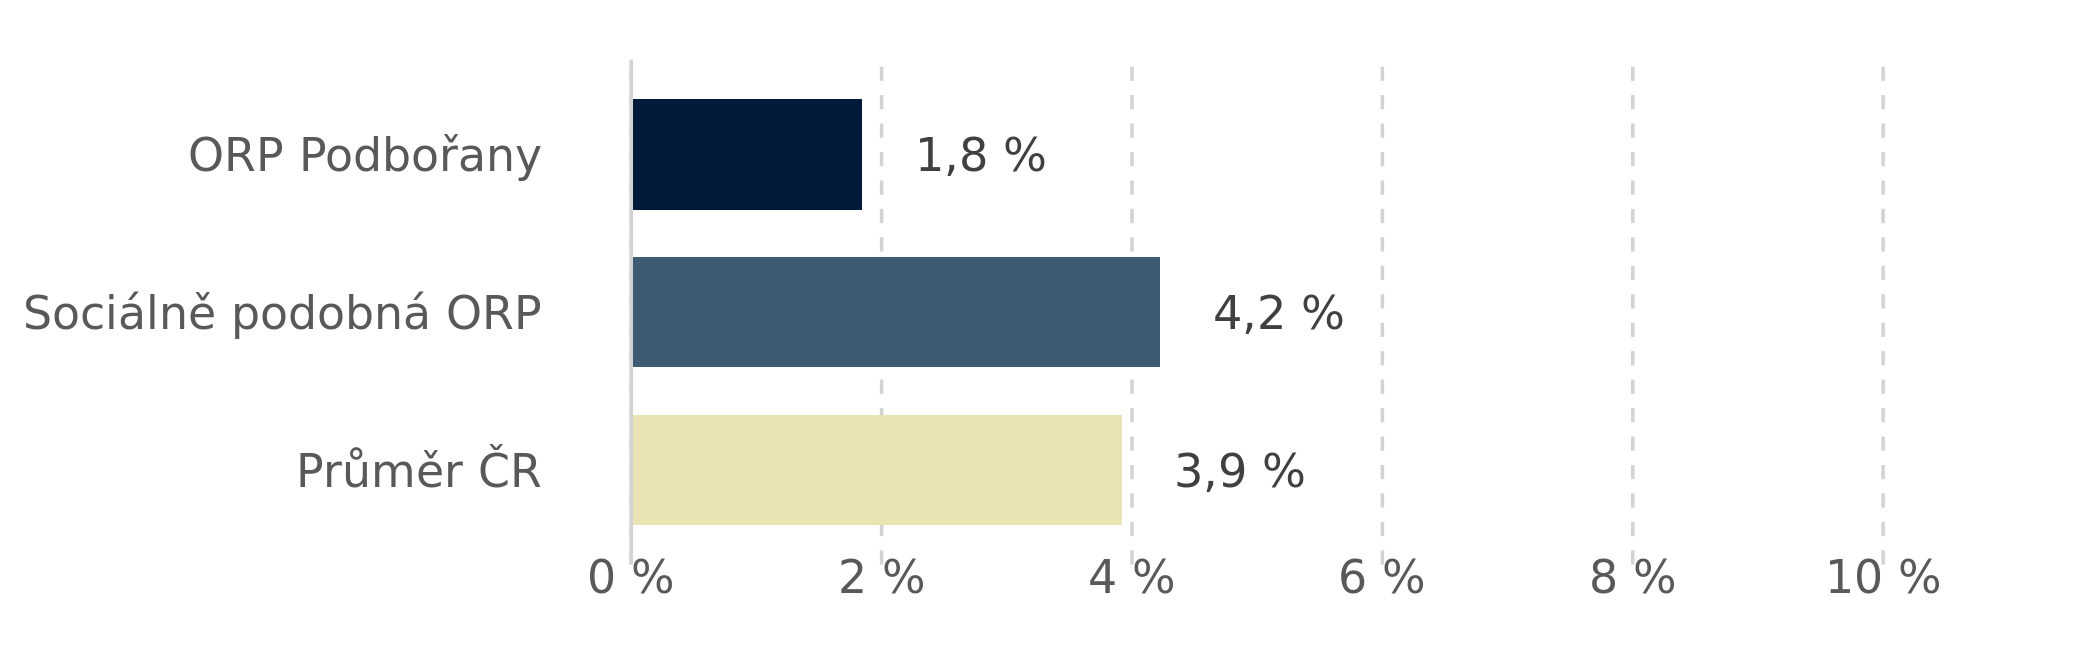 ORP Podbořany
1,8 %
Sociálně podobná ORP
4,2 %
Průměr ČR
3,9 %
0 % 2 % 4 % 6 % 8 % 10 %